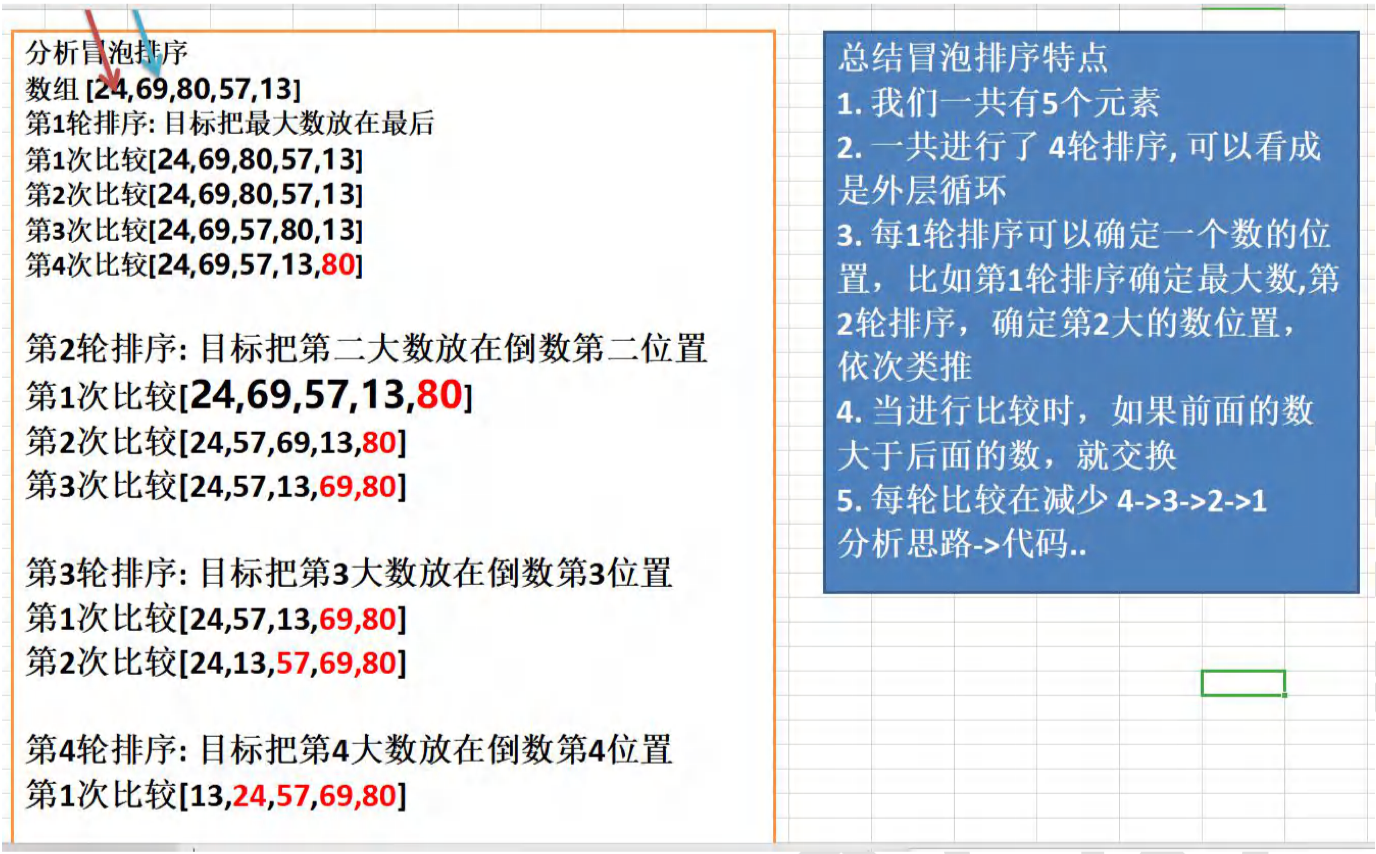 分析冒泡排序
数组 [24,69,80,57,13]
第1轮排序: 目标把最大数放在最后
第1次比较[24,69,80,57,13]
第2次比较[24,69,80,57,13]
第3次比较[24,69,57,80,13]
第4次比较[24,69,57,13,80]
第2轮排序: 目标把第二大数放在倒数第二位置
第1次比较[24,69,57,13,80]
第2次比较[24,57,69,13,80]
第3次比较[24,57,13,69,80]
第3轮排序: 目标把第3大数放在倒数第3位置
第1次比较[24,57,13,69,80]
第2次比较[24,13,57,69,80]
第4轮排序: 目标把第4大数放在倒数第4位置
第1次比较[13,24,57,69,80]
总结冒泡排序特点
1. 我们一共有5个元素
2. 一共进行了 4轮排序, 可以看成
是外层循环
3. 每1轮排序可以确定一个数的位
置，比如第1轮排序确定最大数,第
2轮排序，确定第2大的数位置，
依次类推
4. 当进行比较时，如果前面的数
大于后面的数，就交换
5. 每轮比较在减少 4->3->2->1
分析思路->代码..